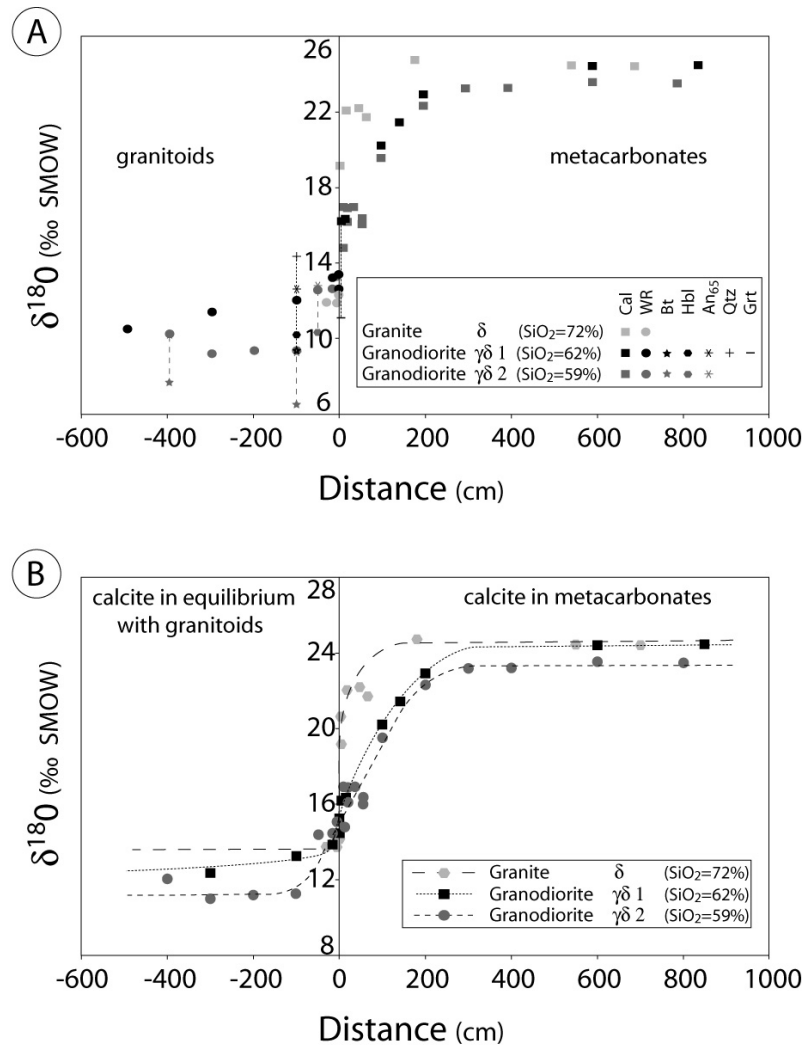 A
26
22
18
14
10
6
δ18O (‰ SMOW)
granitoids
metacarbonates
Cal WR Bt Hbl An65 Qtz Grt
Granite δ (SiO2=72%)
Granodiorite γδ 1 (SiO2=62%)
Granodiorite γδ 2 (SiO2=59%)
-600 -400 -200 0 200 400 600 800 1000
Distance (cm)
B
28
24
20
16
12
8
δ18O (‰ SMOW)
calcite in equilibrium
with granitoids
calcite in metacarbonates
Granite δ (SiO2=72%)
Granodiorite γδ 1 (SiO2=62%)
Granodiorite γδ 2 (SiO2=59%)
-600 -400 -200 0 200 400 600 800 1000
Distance (cm)